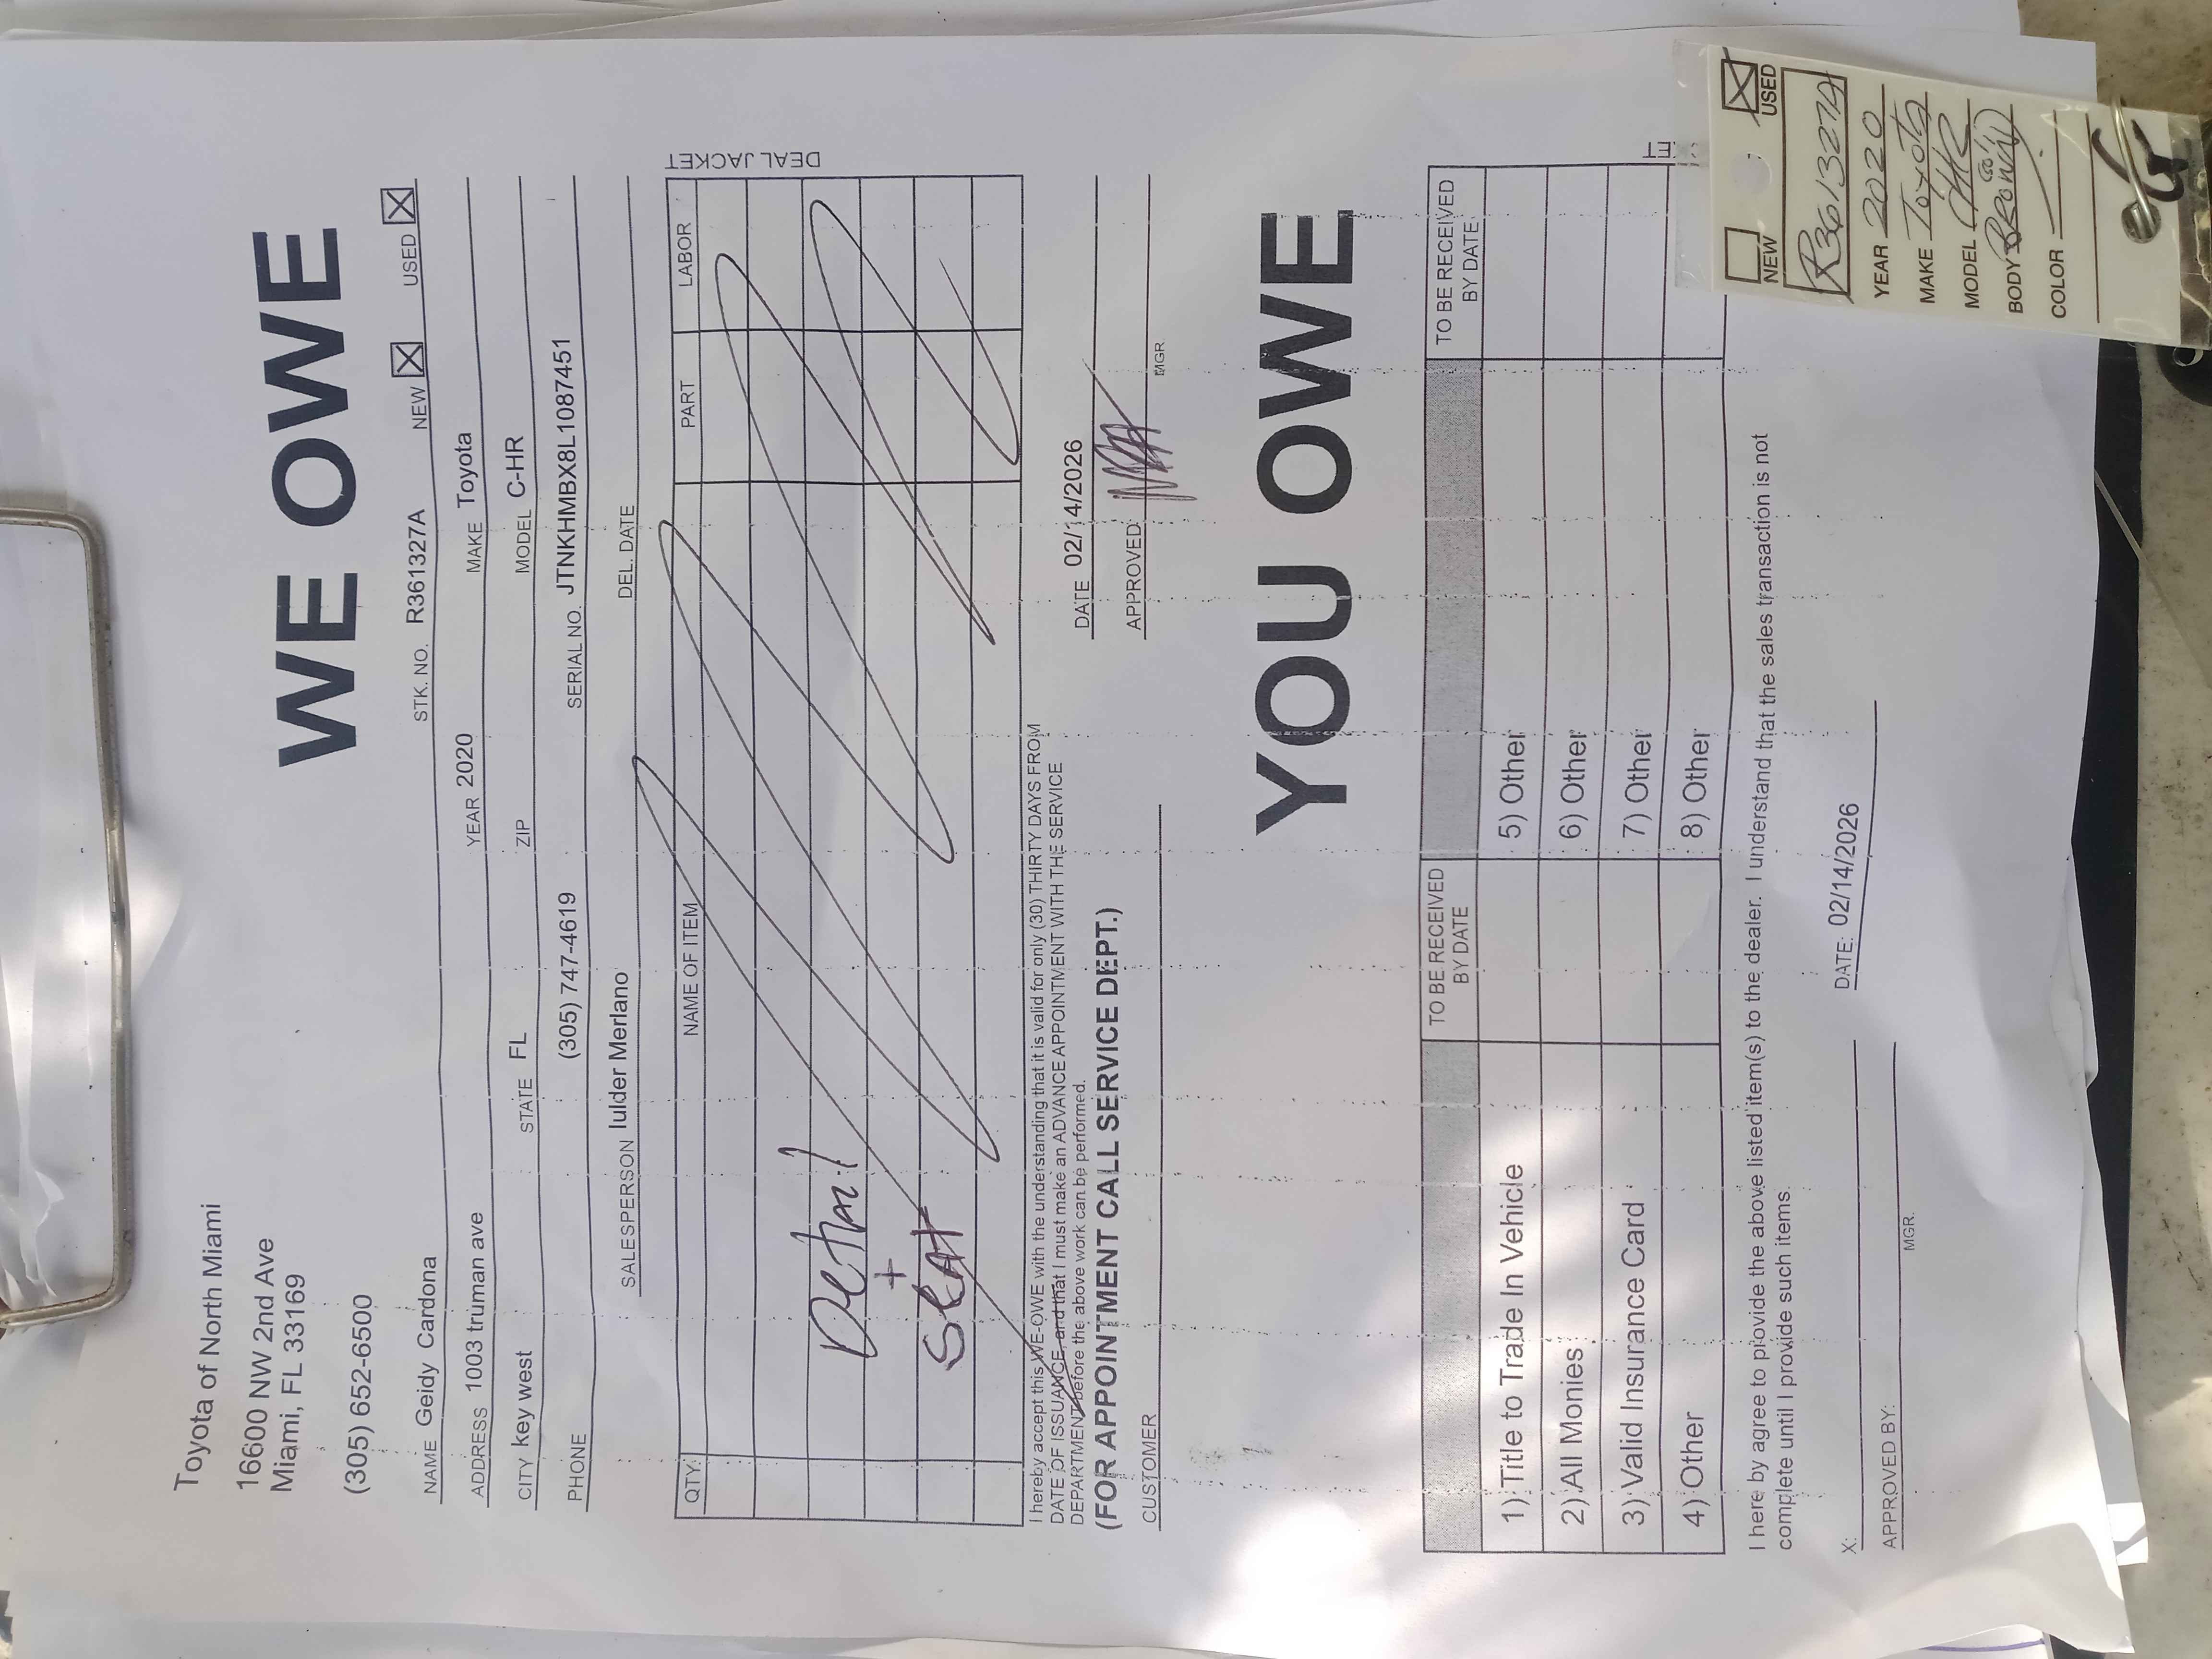 Toyota of North Miami
16600 NW 2nd Ave
Miami, FL 33169
(305) 652-6500
WE OWE
STK. NO. R361327A NEW USED
NAME Geidy Cardona
YEAR 2020 MAKE Toyota
ADDRESS 1003 truman ave
CITY key west STATE FL ZIP MODEL C-HR
PHONE (305) 747-4619 SERIAL NO. JTNKHMBX8L1087451
SALESPERSON Iulder Merlano DEL. DATE
QTY. NAME OF ITEM PART LABOR
DEAL JACKET
Detail
+
Seat
I hereby accept this WE-OWE with the understanding that it is valid for only (30) THIRTY DAYS FROM
DATE OF ISSUANCE, and that I must make an ADVANCE APPOINTMENT WITH THE SERVICE
DEPARTMENT before the above work can be performed.
(FOR APPOINTMENT CALL SERVICE DEPT.)
DATE 02/14/2026
CUSTOMER APPROVED
MGR.
YOU OWE
TO BE RECEIVED BY DATE TO BE RECEIVED BY DATE
1) Title to Trade In Vehicle 5) Other
2) All Monies 6) Other
3) Valid Insurance Card 7) Other
4) Other 8) Other
I here by agree to provide the above listed item(s) to the dealer. I understand that the sales transaction is not
complete until I provide such items.
X: DATE: 02/14/2026
APPROVED BY:
MGR.
NEW USED
R361327A
YEAR 2020
MAKE Toyota
MODEL CHR
BODY Brown
COLOR